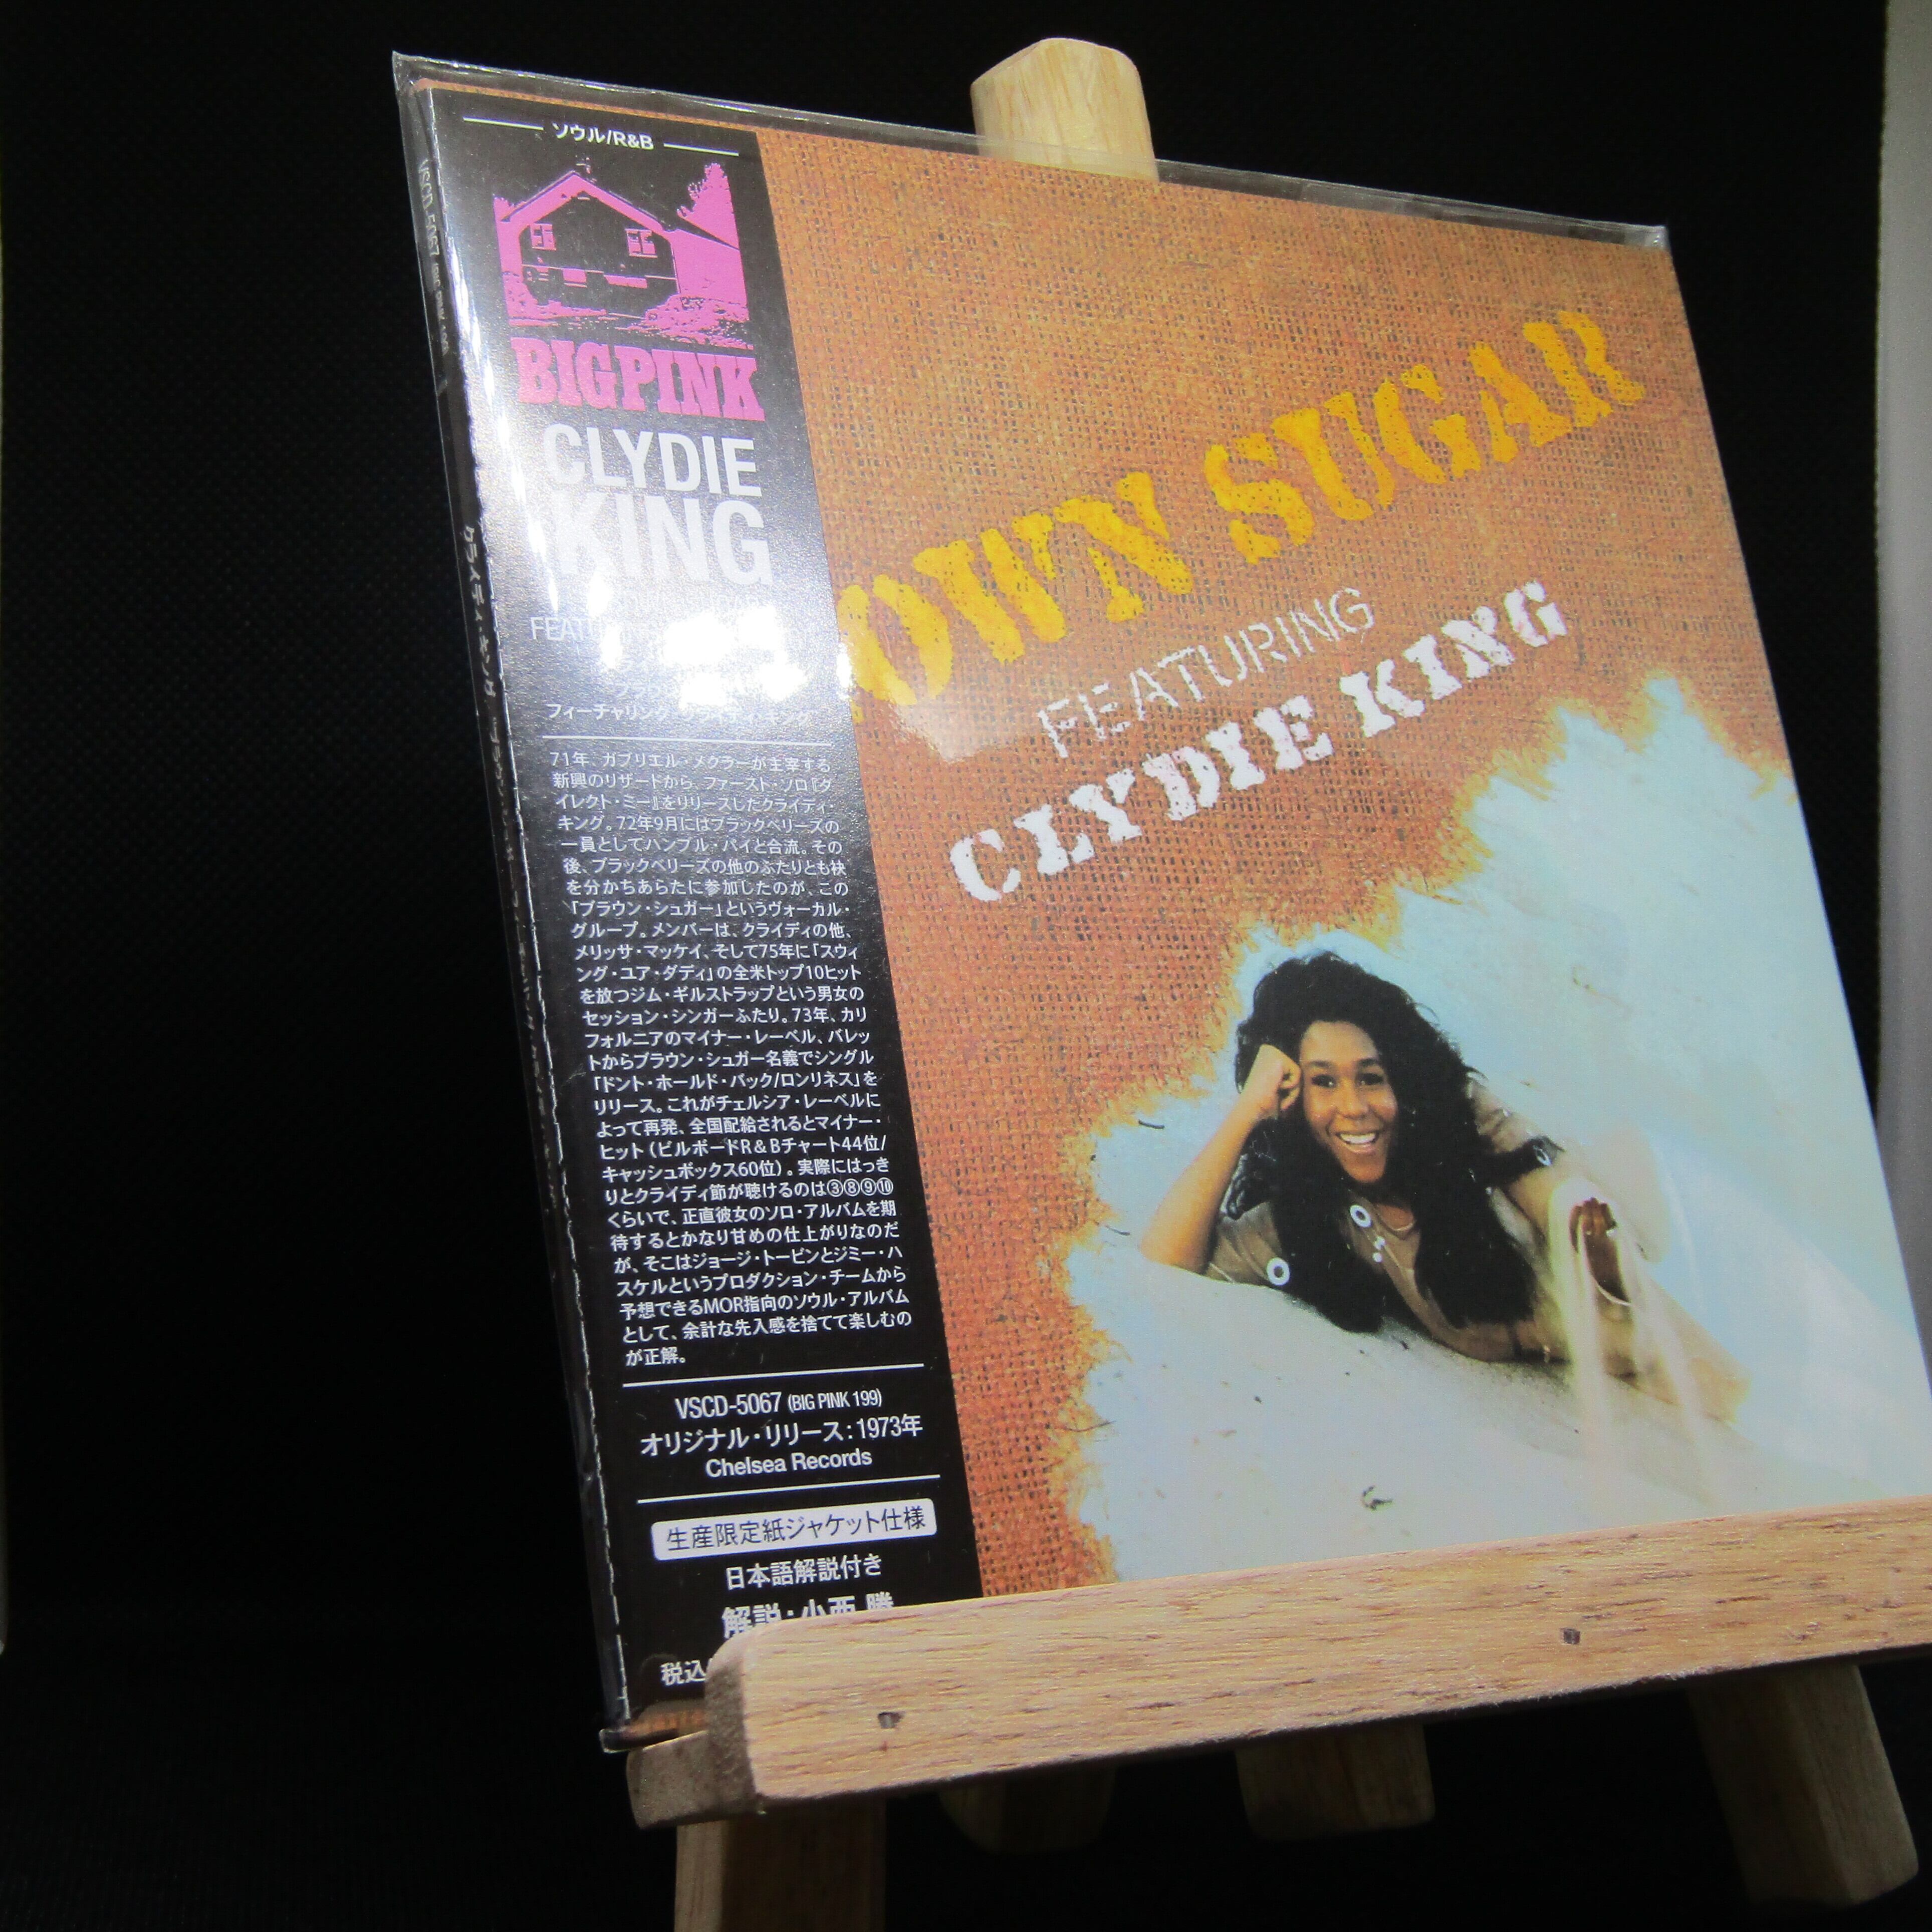 ソウル/R&B
BIGPINK
CLYDIE
KING
フィーチャリング・クライディ・キング
71年、ガブリエル・メクラーが主宰する
新興のリザードから、ファースト・ソロ『ダ
イレクト・ミー』をリリースしたクライディ・
キング。72年9月にはブラックベリーズの
一員としてハンブル・パイと合流。その
後、ブラックベリーズの他のふたりとも袂
を分かちあらたに参加したのが、この
「ブラウン・シュガー」というヴォーカル・
グループ。メンバーは、クライディの他、
メリッサ・マッケイ、そして75年に「スウィ
ング・ユア・ダディ」の全米トップ10ヒット
を放つジム・ギルストラップという男女の
セッション・シンガーふたり。73年、カリ
フォルニアのマイナー・レーベル、バレッ
トからブラウン・シュガー名義でシングル
「ドント・ホールド・バック/ロンリネス」を
リリース。これがチェルシア・レーベルに
よって再発、全国配給されるとマイナー・
ヒット(ビルボードR&Bチャート44位/
キャッシュボックス60位)。実際にはっき
りとクライディ節が聴けるのは③⑧⑨⑩
くらいで、正直彼女のソロ・アルバムを期
待するとかなり甘めの仕上がりなのだ
が、そこはジョージ・トービンとジミー・ハ
スケルというプロダクション・チームから
予想できるMOR指向のソウル・アルバム
として、余計な先入観を捨てて楽しむの
が正解。
VSCD-5067 (BIG PINK 199)
オリジナル・リリース:1973年
Chelsea Records
生産限定紙ジャケット仕様
日本語解説付き
解説:小西 勝
税込
OWN SUGAR
FEATURING
CLYDIE KING
VSCD-5067
クライディ・キング